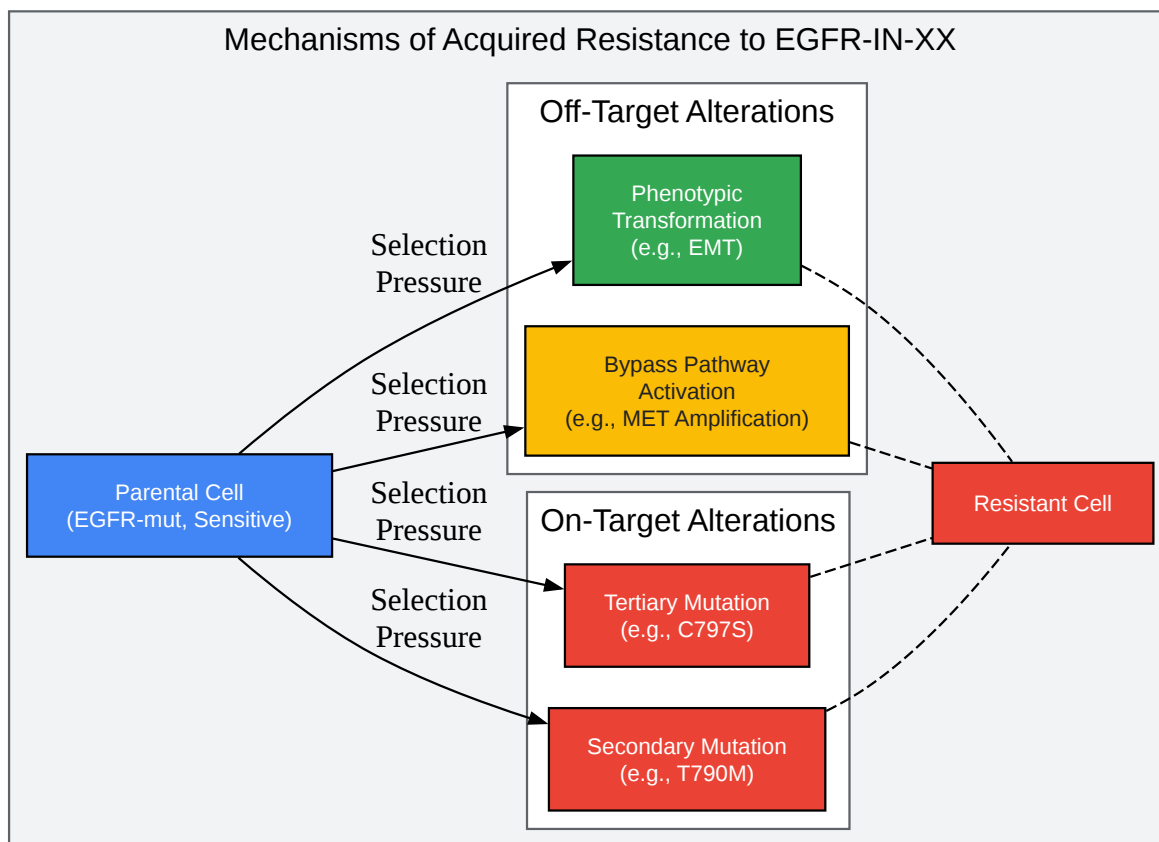 Mechanisms of Acquired Resistance to EGFR-IN-XX
Off-Target Alterations
Phenotypic
Transformation
(e.g., EMT)
Selection
Pressure
Bypass Pathway
Activation
(e.g., MET Amplification)
Selection
Pressure
Parental Cell
(EGFR-mut, Sensitive)
Resistant Cell
Selection
Pressure
On-Target Alterations
Tertiary Mutation
(e.g., C797S)
Selection
Pressure
Secondary Mutation
(e.g., T790M)